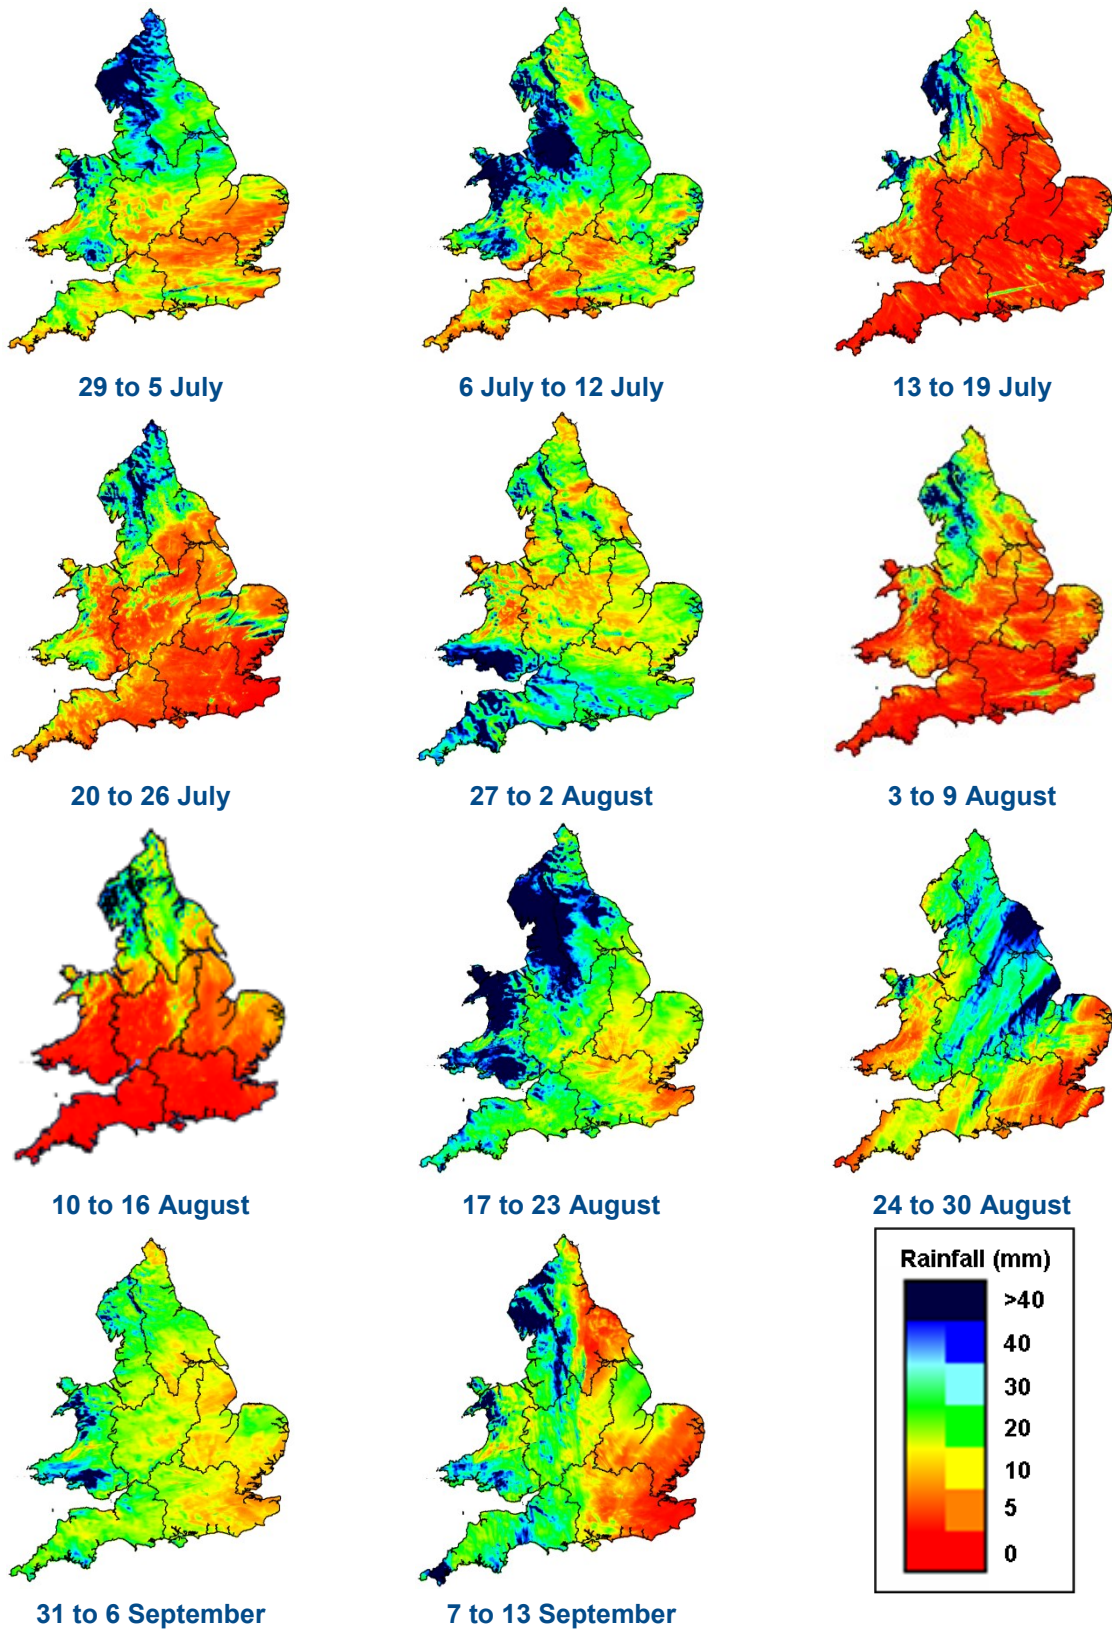 29 to 5 July
6 July to 12 July
13 to 19 July
20 to 26 July
27 to 2 August
3 to 9 August
10 to 16 August
17 to 23 August
24 to 30 August
31 to 6 September
7 to 13 September
Rainfall (mm)
>40
40
30
20
10
5
0